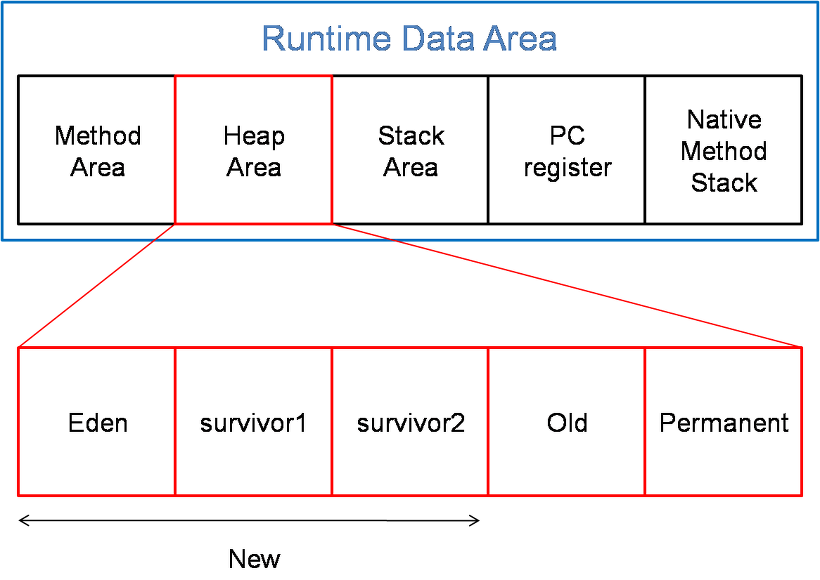 Runtime Data Area
Method
Area
Heap
Area
Stack
Area
PC
register
Native
Method
Stack
Eden
survivor1
survivor2
Old
Permanent
New